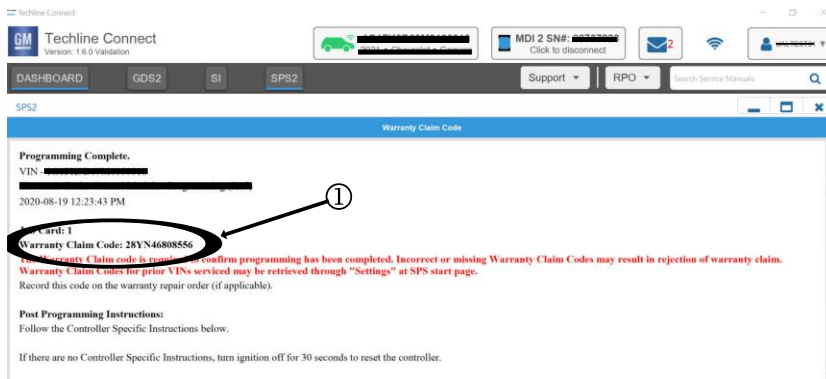 Techline Connect
GM
Techline Connect
Version: 1.6.0 Validation
2021 • Chevrolet • Camaro
MDI 2 SN#:
Click to disconnect
2
DASHBOARD GDS2 SI SPS2 Support RPO Search Service Manuals
SPS2
Warranty Claim Code
Programming Complete.
VIN -
2020-08-19 12:23:43 PM
①
Card: 1
Warranty Claim Code: 28YN46808556
The Warranty Claim code is required to confirm programming has been completed. Incorrect or missing Warranty Claim Codes may result in rejection of warranty claim.
Warranty Claim Codes for prior VINs serviced may be retrieved through "Settings" at SPS start page.
Record this code on the warranty repair order (if applicable).
Post Programming Instructions:
Follow the Controller Specific Instructions below.
If there are no Controller Specific Instructions, turn ignition off for 30 seconds to reset the controller.